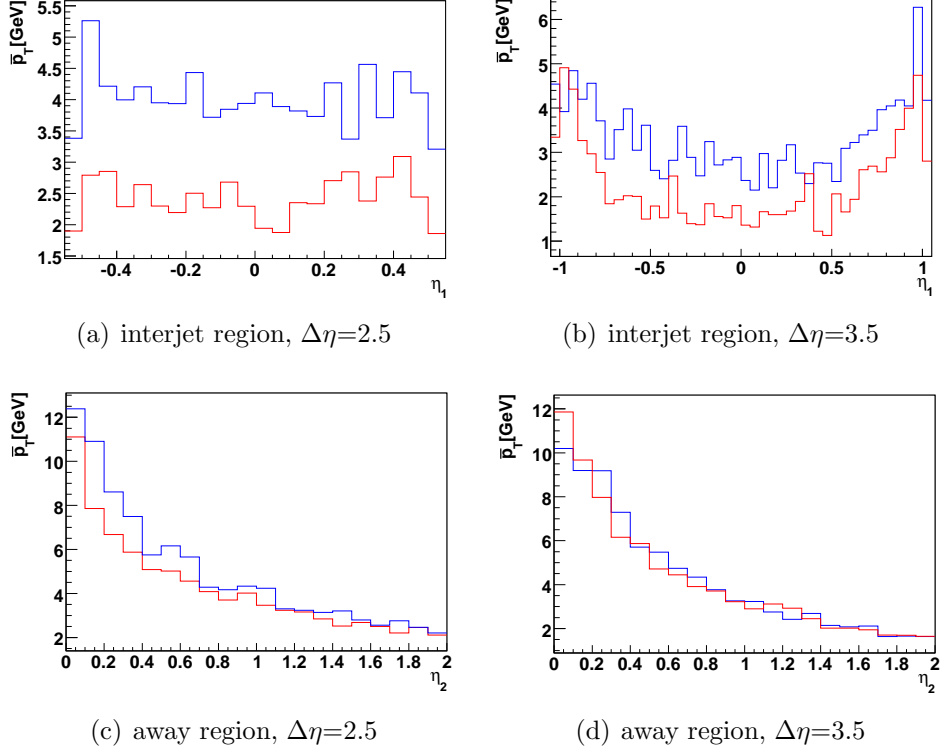 p̄_T[GeV]
5.5
5
4.5
4
3.5
3
2.5
2
1.5
-0.4 -0.2 0 0.2 0.4
η₁
(a) interjet region, Δη=2.5
p̄_T[GeV]
6
5
4
3
2
1
-1 -0.5 0 0.5 1
η₁
(b) interjet region, Δη=3.5
p̄_T[GeV]
12
10
8
6
4
2
0 0.2 0.4 0.6 0.8 1 1.2 1.4 1.6 1.8 2
η₂
(c) away region, Δη=2.5
p̄_T[GeV]
12
10
8
6
4
2
0 0.2 0.4 0.6 0.8 1 1.2 1.4 1.6 1.8 2
η₂
(d) away region, Δη=3.5